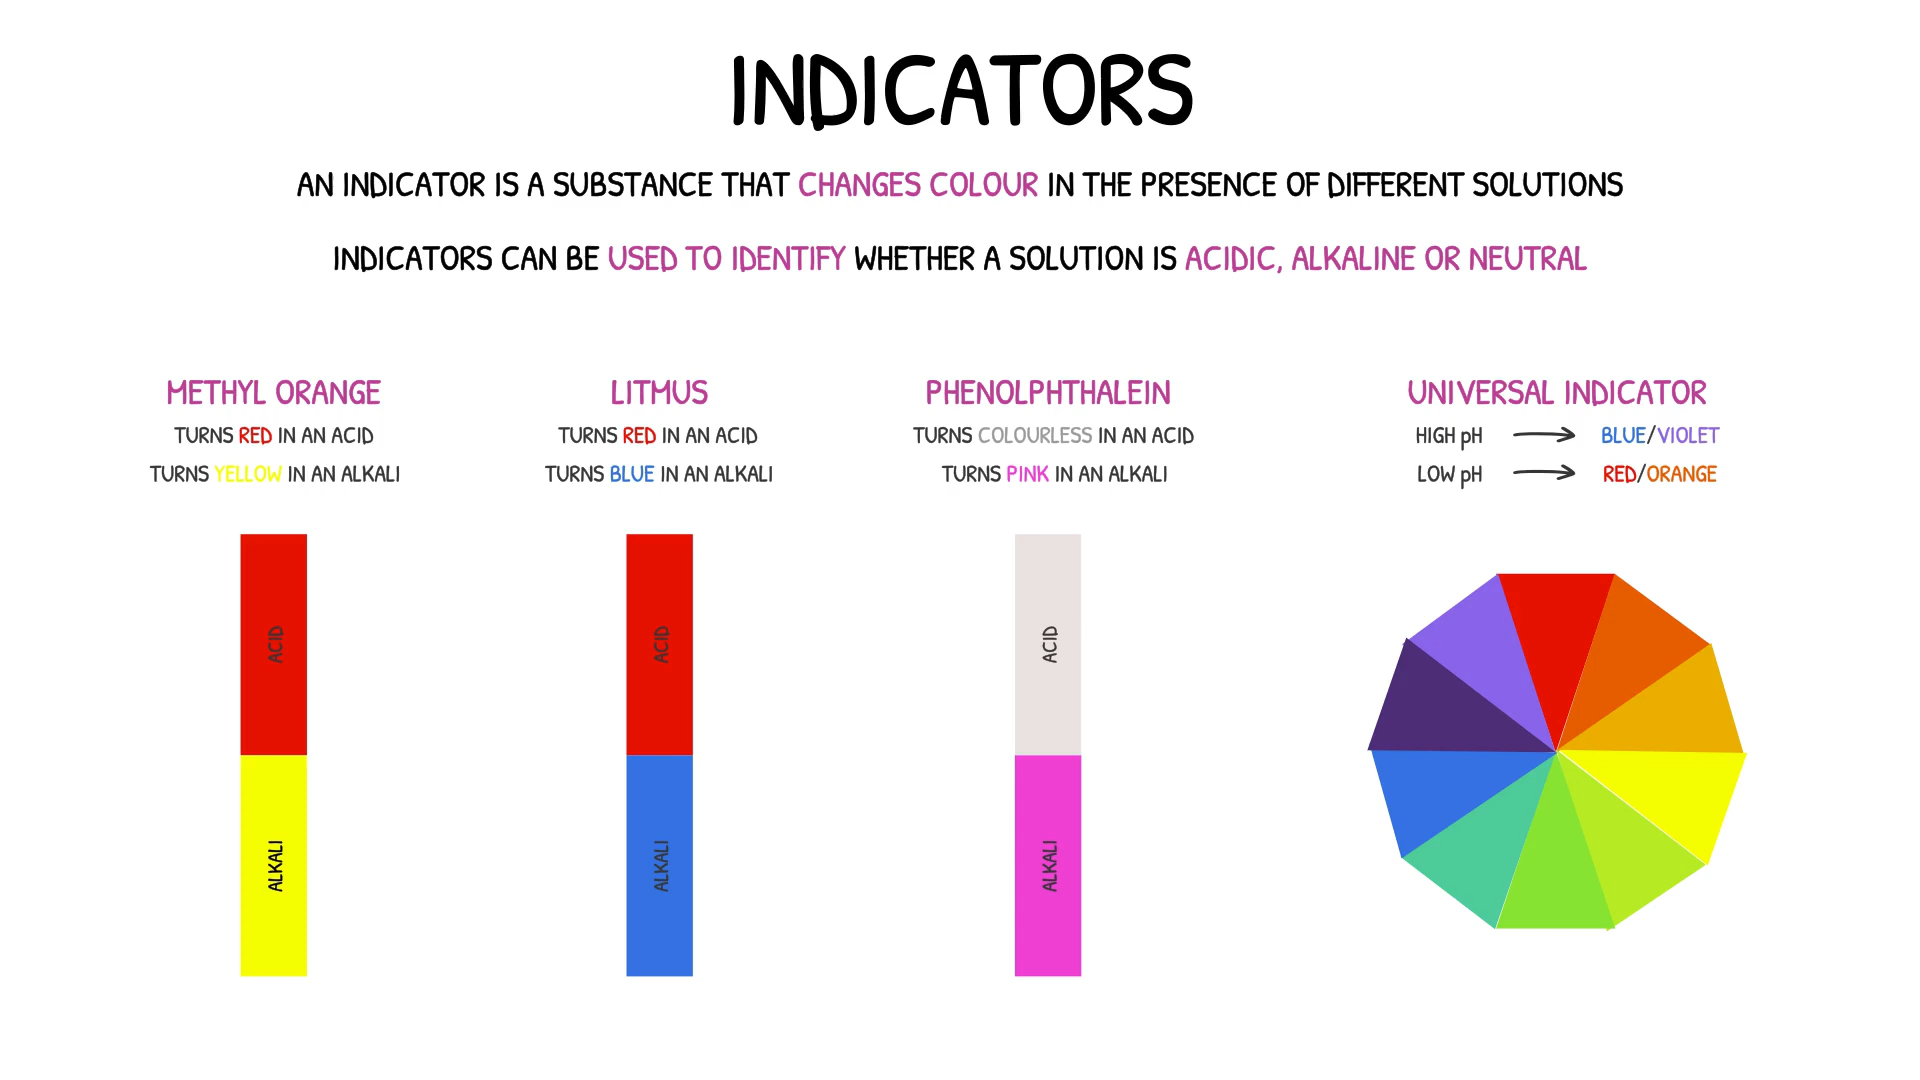 INDICATORS
AN INDICATOR IS A SUBSTANCE THAT CHANGES COLOUR IN THE PRESENCE OF DIFFERENT SOLUTIONS
INDICATORS CAN BE USED TO IDENTIFY WHETHER A SOLUTION IS ACIDIC, ALKALINE OR NEUTRAL
METHYL ORANGE
TURNS RED IN AN ACID
TURNS YELLOW IN AN ALKALI
ACID
ALKALI
LITMUS
TURNS RED IN AN ACID
TURNS BLUE IN AN ALKALI
ACID
ALKALI
PHENOLPHTHALEIN
TURNS COLOURLESS IN AN ACID
TURNS PINK IN AN ALKALI
ACID
ALKALI
UNIVERSAL INDICATOR
HIGH pH → BLUE/VIOLET
LOW pH → RED/ORANGE